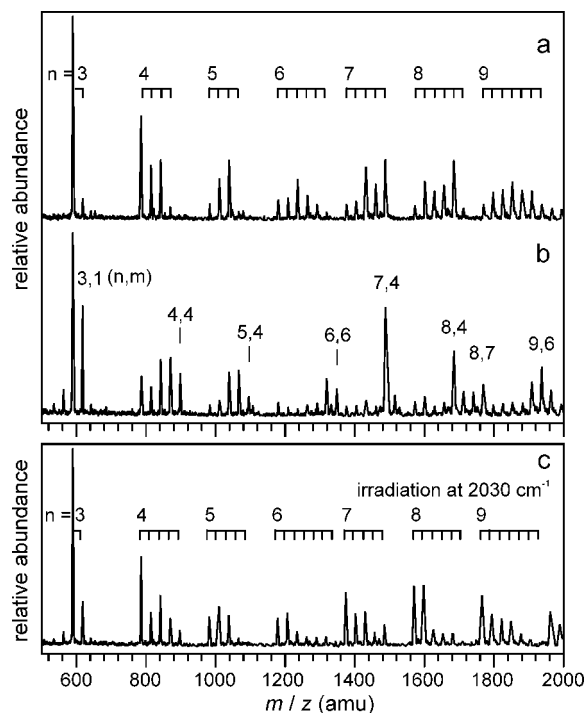 a
n = 3 4 5 6 7 8 9
relative abundance
b
3,1 (n,m)
4,4
5,4
6,6
7,4
8,4
8,7
9,6
relative abundance
c
irradiation at 2030 cm-1
n = 3 4 5 6 7 8 9
relative abundance
600 800 1000 1200 1400 1600 1800 2000
m / z (amu)